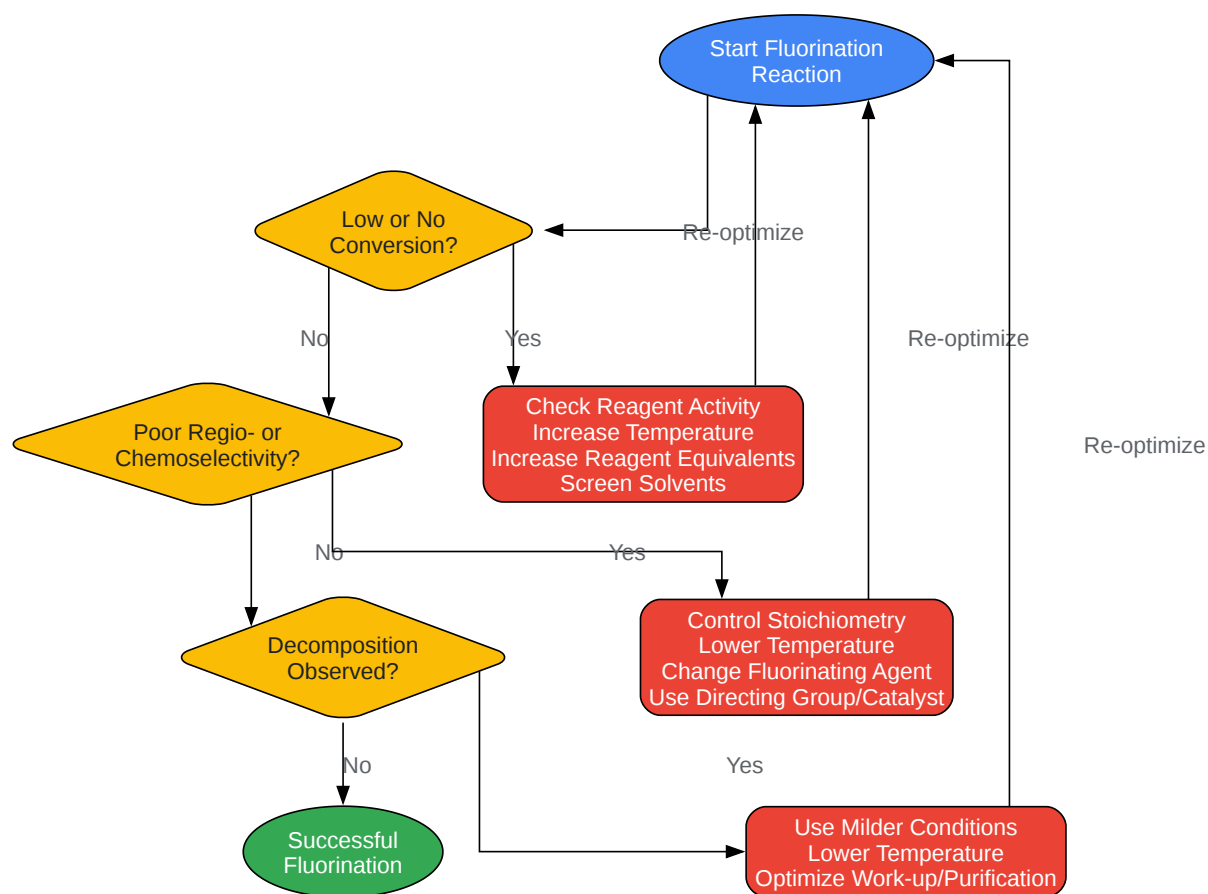 Start Fluorination
Reaction
Low or No
Conversion?
Re-optimize
No
Yes
Re-optimize
Check Reagent Activity
Increase Temperature
Increase Reagent Equivalents
Screen Solvents
Poor Regio- or
Chemoselectivity?
Re-optimize
No
Yes
Control Stoichiometry
Lower Temperature
Change Fluorinating Agent
Use Directing Group/Catalyst
Decomposition
Observed?
No
Yes
Successful
Fluorination
Use Milder Conditions
Lower Temperature
Optimize Work-up/Purification